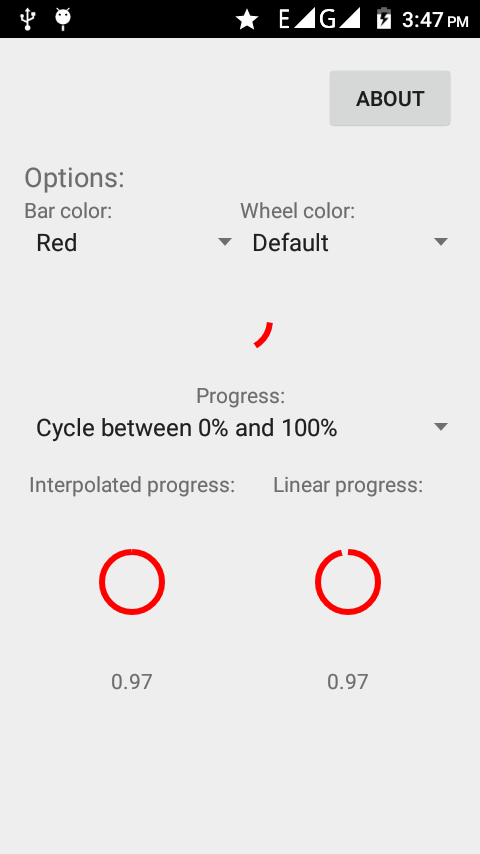 E G 3:47 PM
ABOUT
Options:
Bar color: Wheel color:
Red Default
Progress:
Cycle between 0% and 100%
Interpolated progress: Linear progress:
0.97 0.97